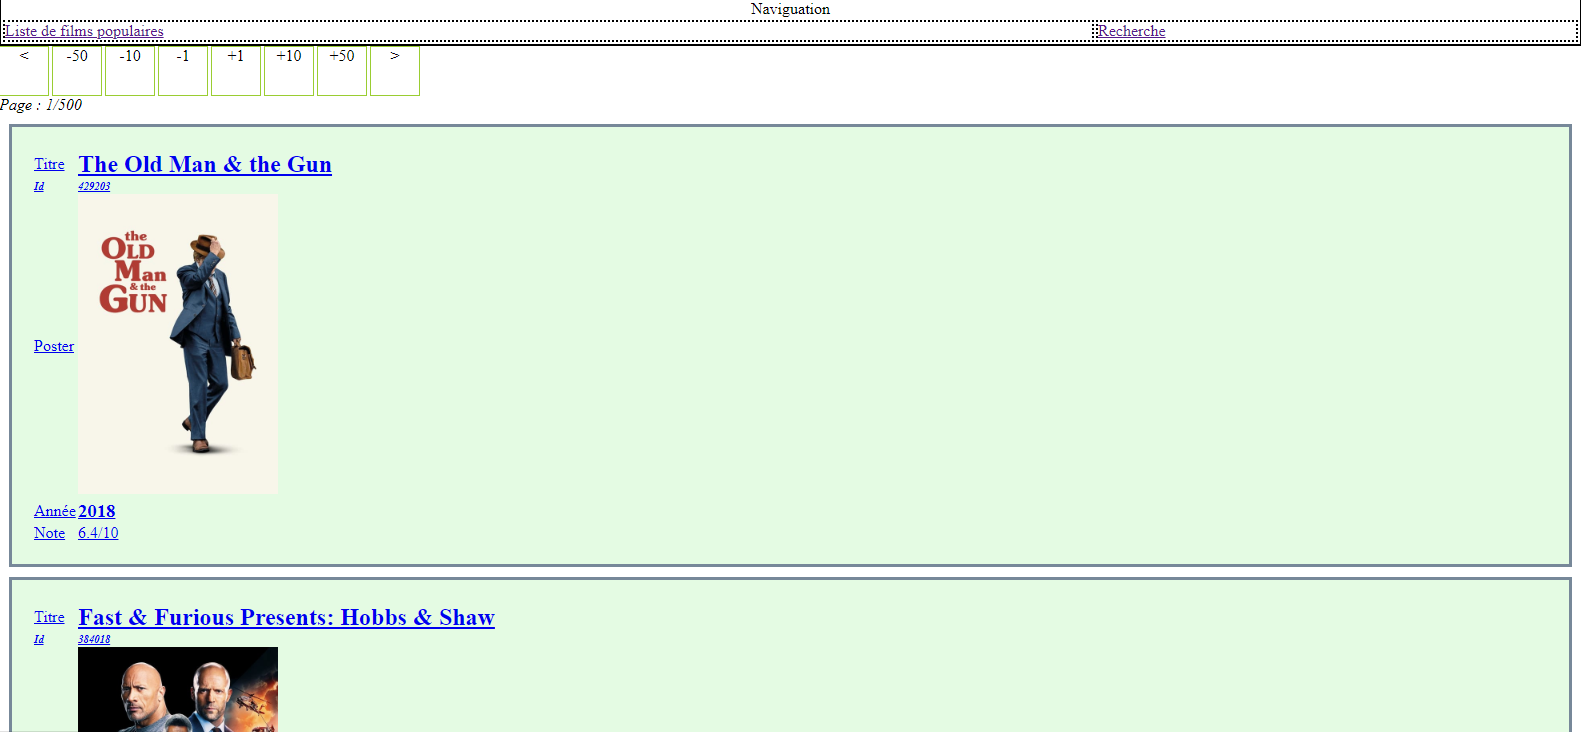 Naviguation
Liste de films populaires Recherche
< -50 -10 -1 +1 +10 +50 >
Page : 1/500
Titre The Old Man & the Gun
Id 429203
the
OLD
Man
& the
GUN
Poster
Année 2018
Note 6.4/10
Titre Fast & Furious Presents: Hobbs & Shaw
Id 384018